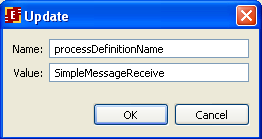 Update
Name: processDefinitionName
Value: SimpleMessageReceive
OK Cancel